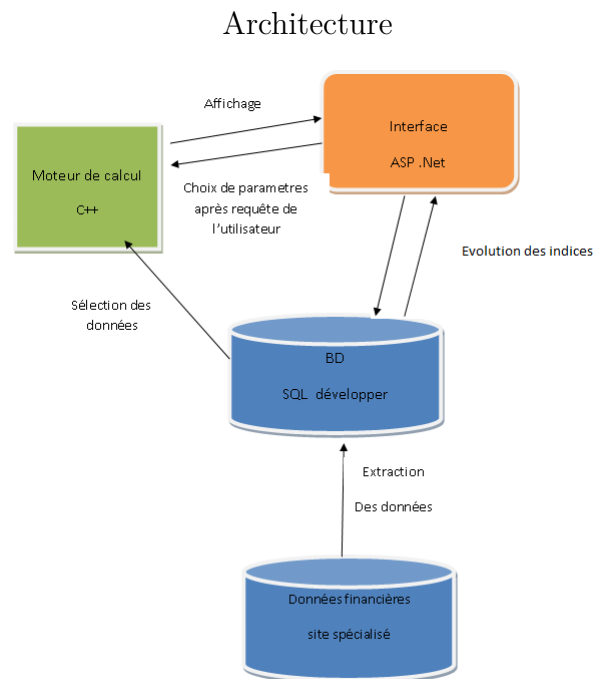 Architecture
Affichage
Interface
ASP .Net
Moteur de calcul
C++
Choix de parametres
après requête de
l'utilisateur
Evolution des indices
Sélection des
données
BD
SQL développer
Extraction
Des données
Données financières
site spécialisé